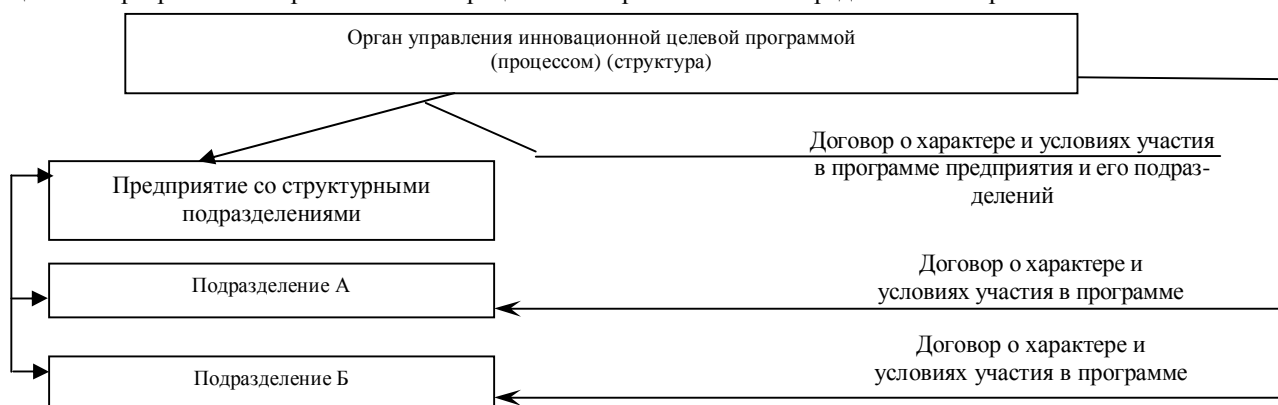 Орган управления инновационной целевой программой
(процессом) (структура)
Договор о характере и условиях участия
в программе предприятия и его подраз-
делений
Предприятие со структурными
подразделениями
Договор о характере и
условиях участия в программе
Подразделение А
Договор о характере и
условиях участия в программе
Подразделение Б